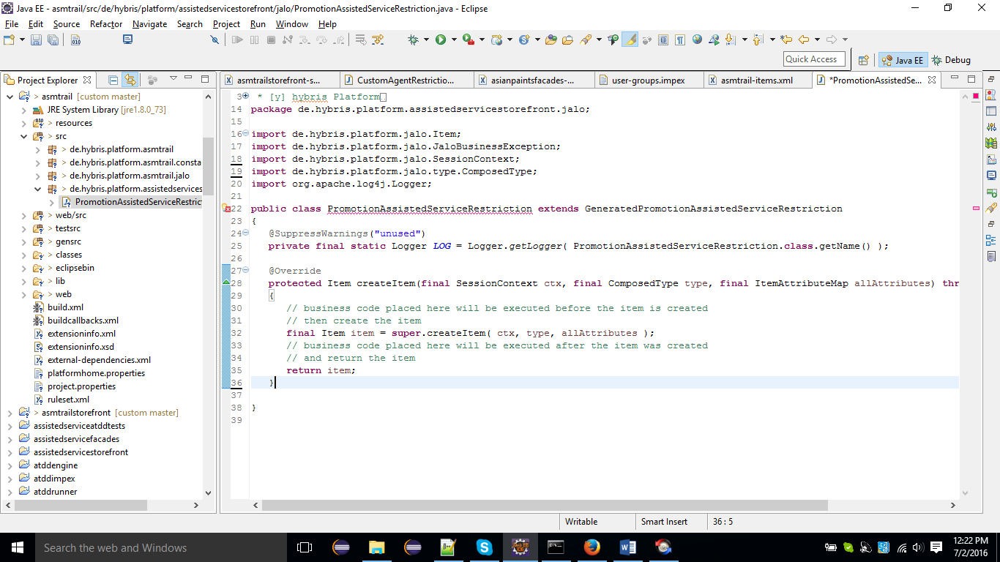 Java EE - asmtrail/src/de/hybris/platform/assistedservicestorefront/jalo/PromotionAssistedServiceRestriction.java - Eclipse
File Edit Source Refactor Navigate Search Project Run Window Help
Quick Access
Java EE
Debug
Project Explorer
> asmtrail [custom master]
JRE System Library [jre1.8.0_73]
> resources
> src
> de.hybris.platform.asmtrail
> de.hybris.platform.asmtrail.consta
> de.hybris.platform.asmtrail.jalo
> de.hybris.platform.assistedservices
PromotionAssistedServiceRestric
> web/src
> testsrc
> gensrc
> classes
> eclipsebin
> lib
> web
build.xml
buildcallbacks.xml
extensioninfo.xml
extensioninfo.xsd
external-dependencies.xml
platformhome.properties
project.properties
ruleset.xml
> asmtrailstorefront [custom master]
assistedserviceatddtests
assistedservicefacades
assistedservicestorefront
atddengine
atddimpex
atddrunner
asmtrailstorefront-s...
CustomAgentRestrictio...
asianpaintsfacades-...
user-groups.impex
asmtrail-items.xml
*PromotionAssistedSe...
3 * [y] hybris Platform
14 package de.hybris.platform.assistedservicestorefront.jalo;
15
16 import de.hybris.platform.jalo.Item;
17 import de.hybris.platform.jalo.JaloBusinessException;
18 import de.hybris.platform.jalo.SessionContext;
19 import de.hybris.platform.jalo.type.ComposedType;
20 import org.apache.log4j.Logger;
21
22 public class PromotionAssistedServiceRestriction extends GeneratedPromotionAssistedServiceRestriction
23 {
24 @SuppressWarnings("unused")
25 private final static Logger LOG = Logger.getLogger( PromotionAssistedServiceRestriction.class.getName() );
26
27 @Override
28 protected Item createItem(final SessionContext ctx, final ComposedType type, final ItemAttributeMap allAttributes) thr
29 {
30 // business code placed here will be executed before the item is created
31 // then create the item
32 final Item item = super.createItem( ctx, type, allAttributes );
33 // business code placed here will be executed after the item was created
34 // and return the item
35 return item;
36 }
37
38 }
39
Writable
Smart Insert
36 : 5
Search the web and Windows
12:22 PM
7/2/2016